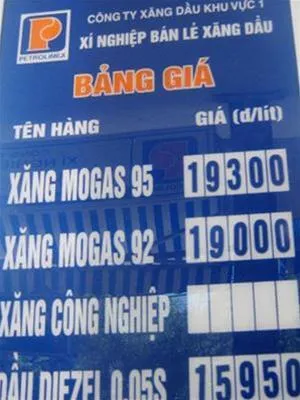 CÔNG TY XĂNG DẦU KHU VỰC 1
XÍ NGHIỆP BÁN LẺ XĂNG DẦU
PETROLIMEX
BẢNG GIÁ
TÊN HÀNG GIÁ (đ/lít)
XĂNG MOGAS 95 19300
XĂNG MOGAS 92 19000
XĂNG CÔNG NGHIỆP
DẦU DIEZEL 0.05S 15950